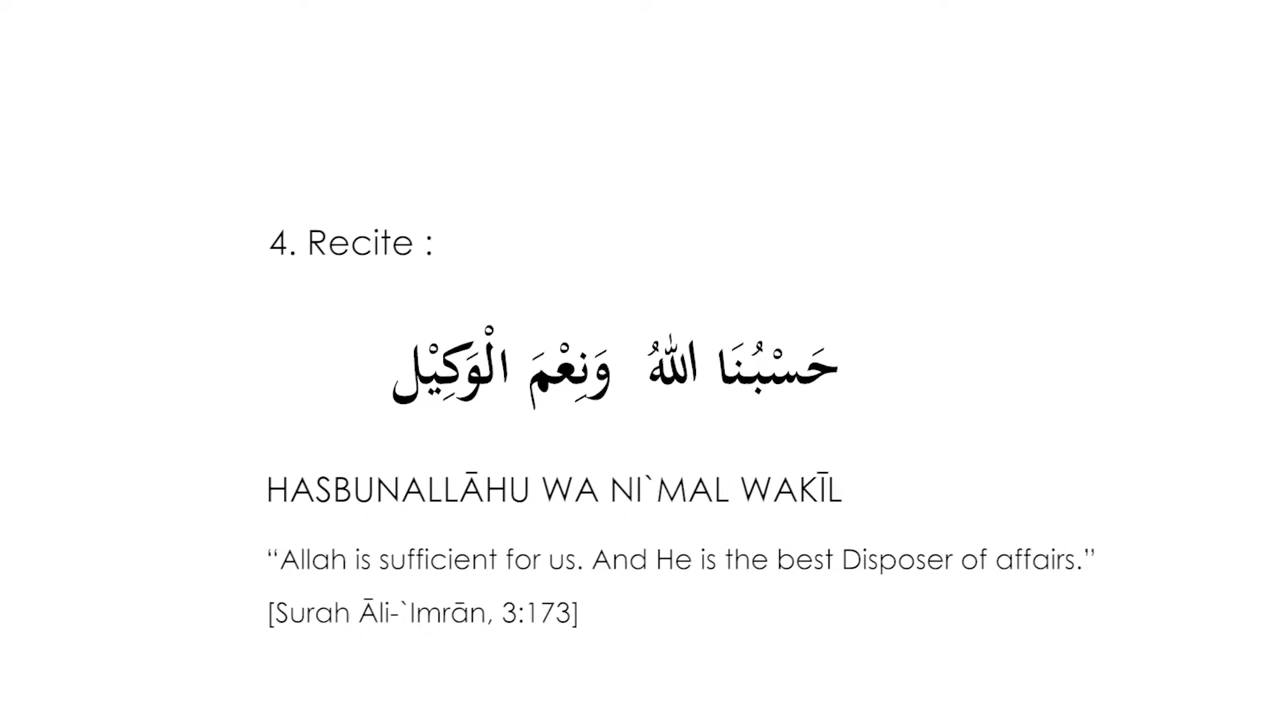 4. Recite :
حَسْبُنَا اللهُ وَنِعْمَ الْوَكِيْل
HASBUNALLĀHU WA NI`MAL WAKĪL
“Allah is sufficient for us. And He is the best Disposer of affairs.”
[Surah Āli-`Imrān, 3:173]